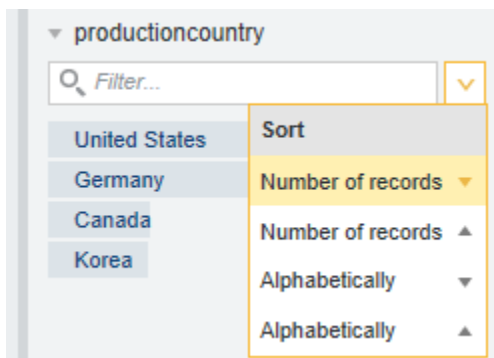 productioncountry
Filter...
United States
Germany
Canada
Korea
Sort
Number of records
Number of records
Alphabetically
Alphabetically